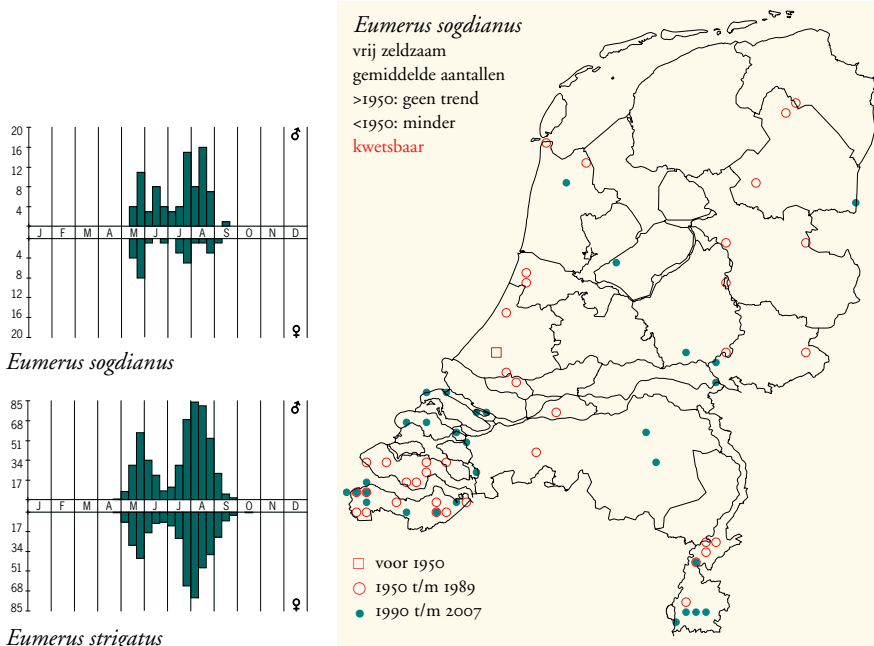 20
16
12
8
4
♂
J F M A M J J A S O N D
4
8
12
16
20
♀
Eumerus sogdianus
85
68
51
34
17
♂
J F M A M J J A S O N D
17
34
51
68
85
♀
Eumerus strigatus
Eumerus sogdianus
vrij zeldzaam
gemiddelde aantallen
>1950: geen trend
<1950: minder
kwetsbaar
voor 1950
1950 t/m 1989
1990 t/m 2007